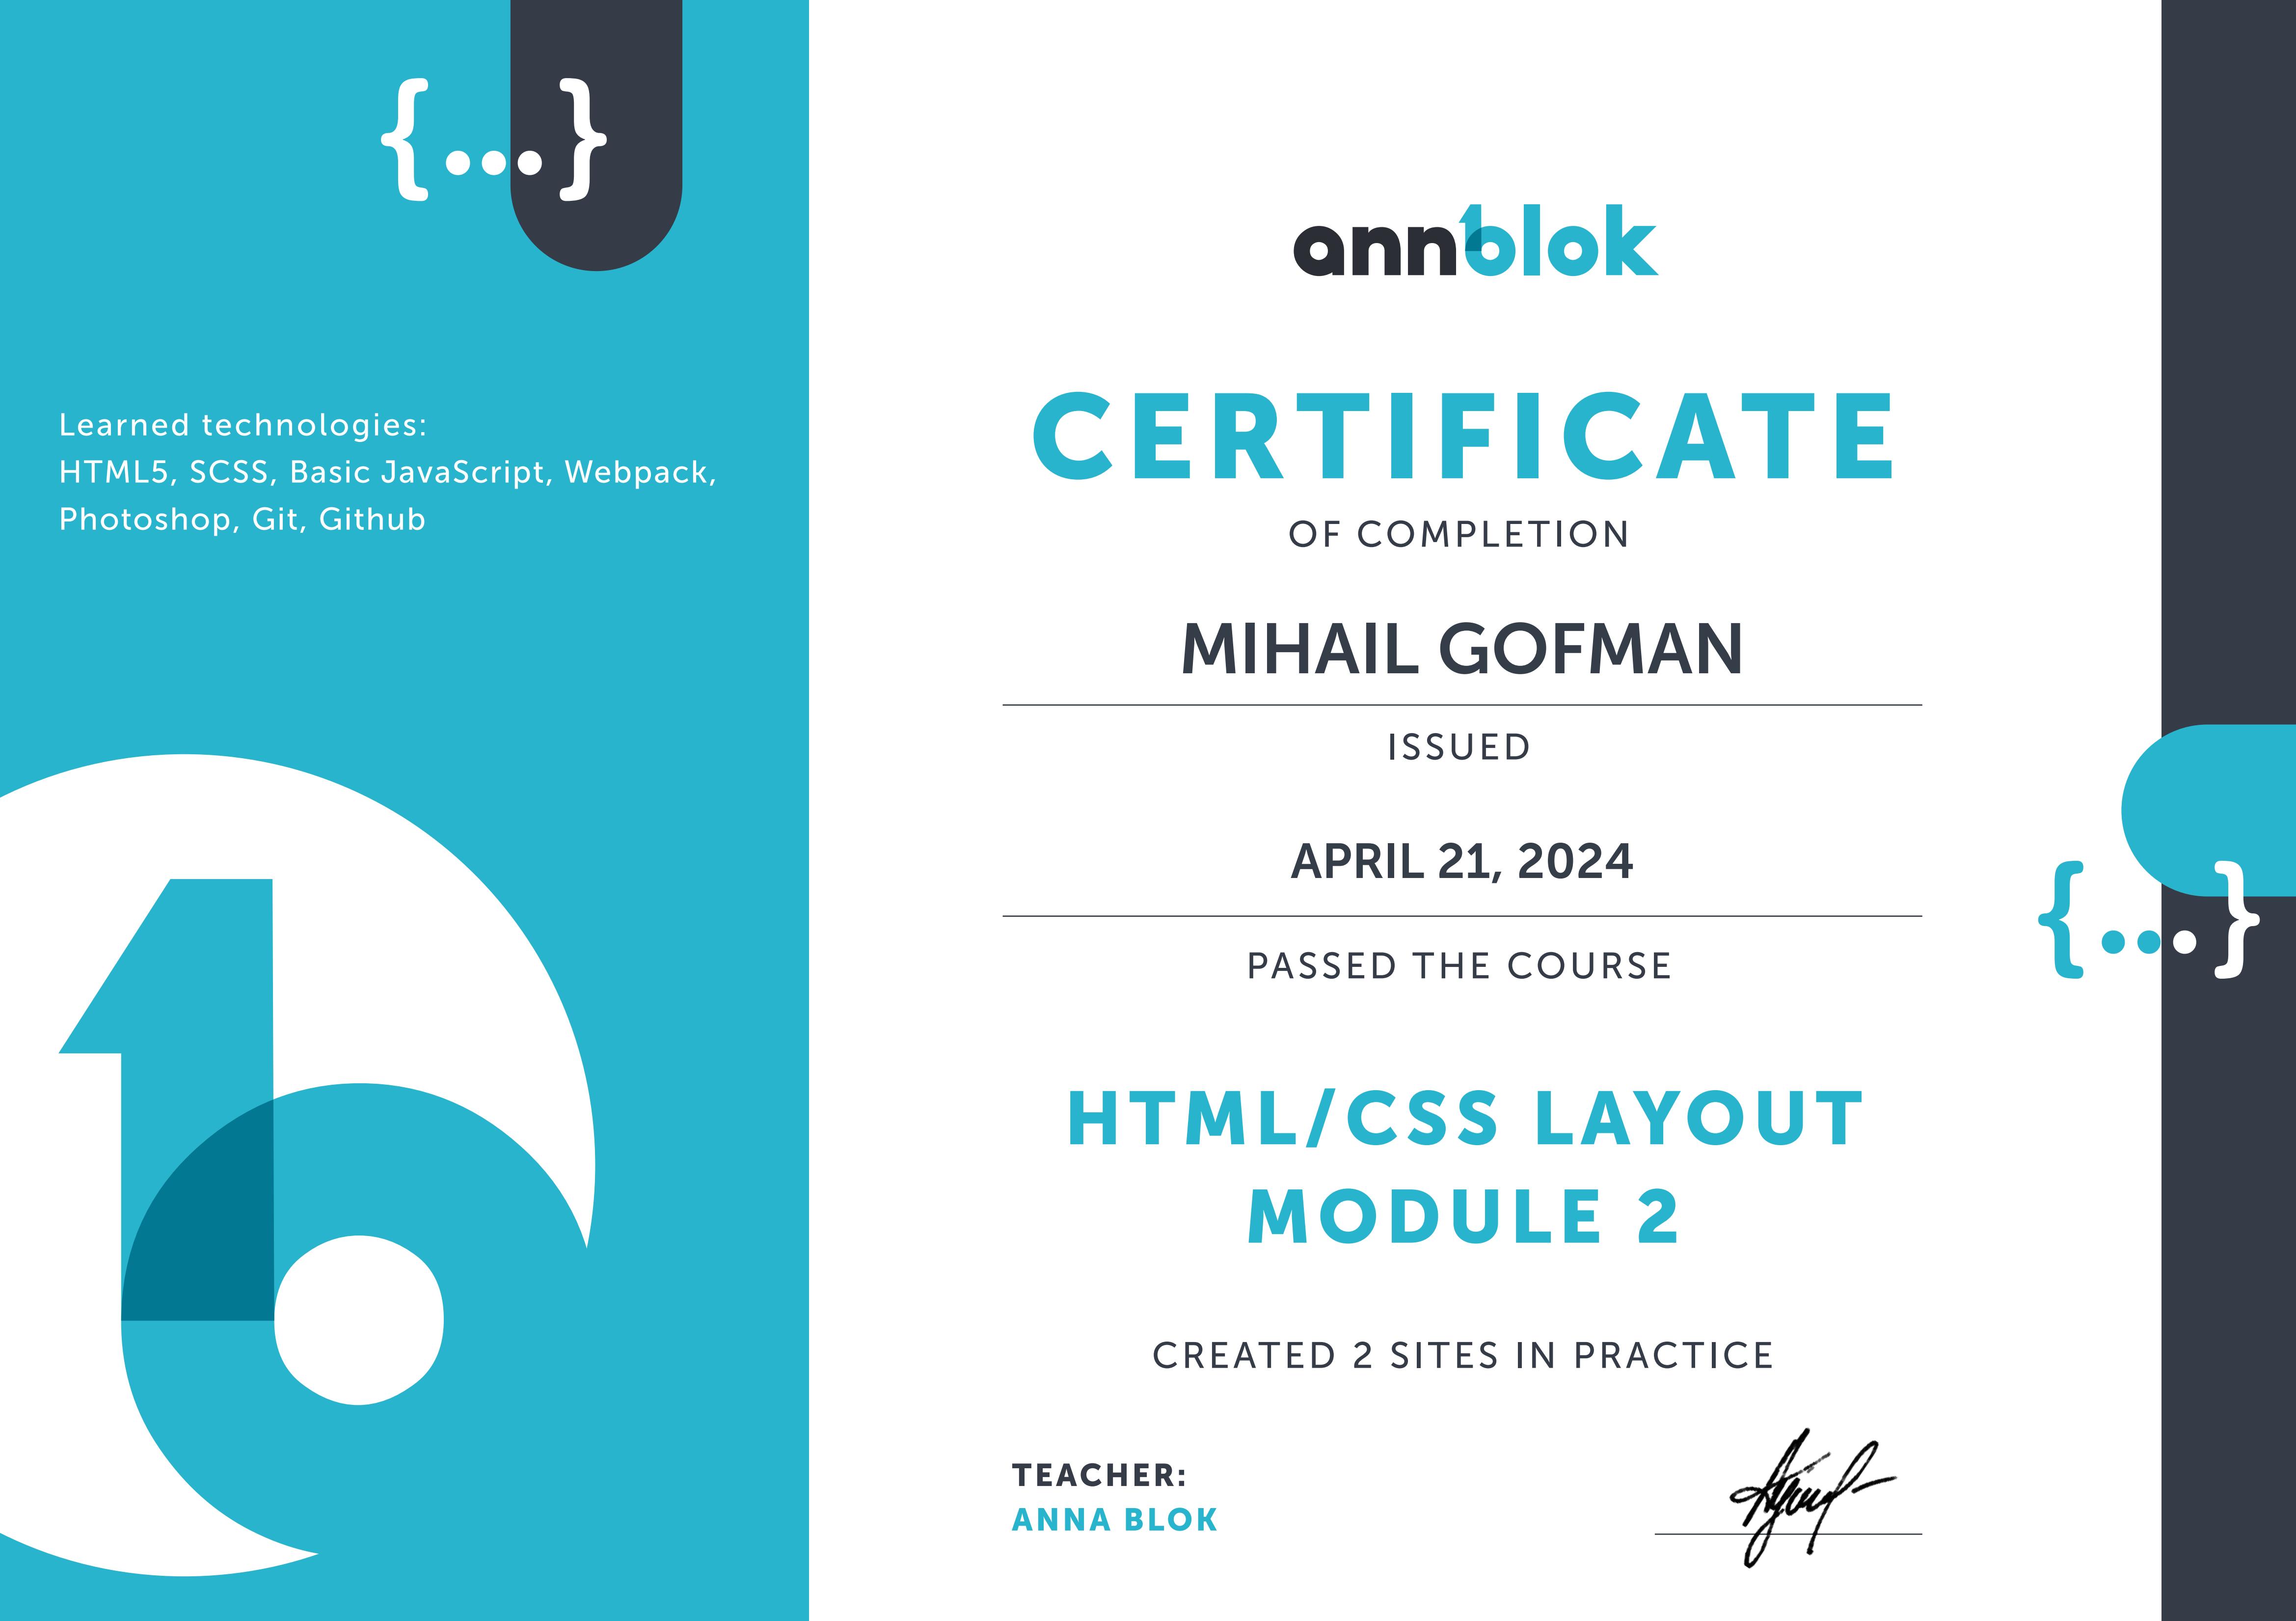 {...}
Learned technologies:
HTML5, SCSS, Basic JavaScript, Webpack,
Photoshop, Git, Github
annblok
CERTIFICATE
OF COMPLETION
MIHAIL GOFMAN
ISSUED
APRIL 21, 2024
PASSED THE COURSE
{...}
HTML/CSS LAYOUT
MODULE 2
CREATED 2 SITES IN PRACTICE
TEACHER:
ANNA BLOK